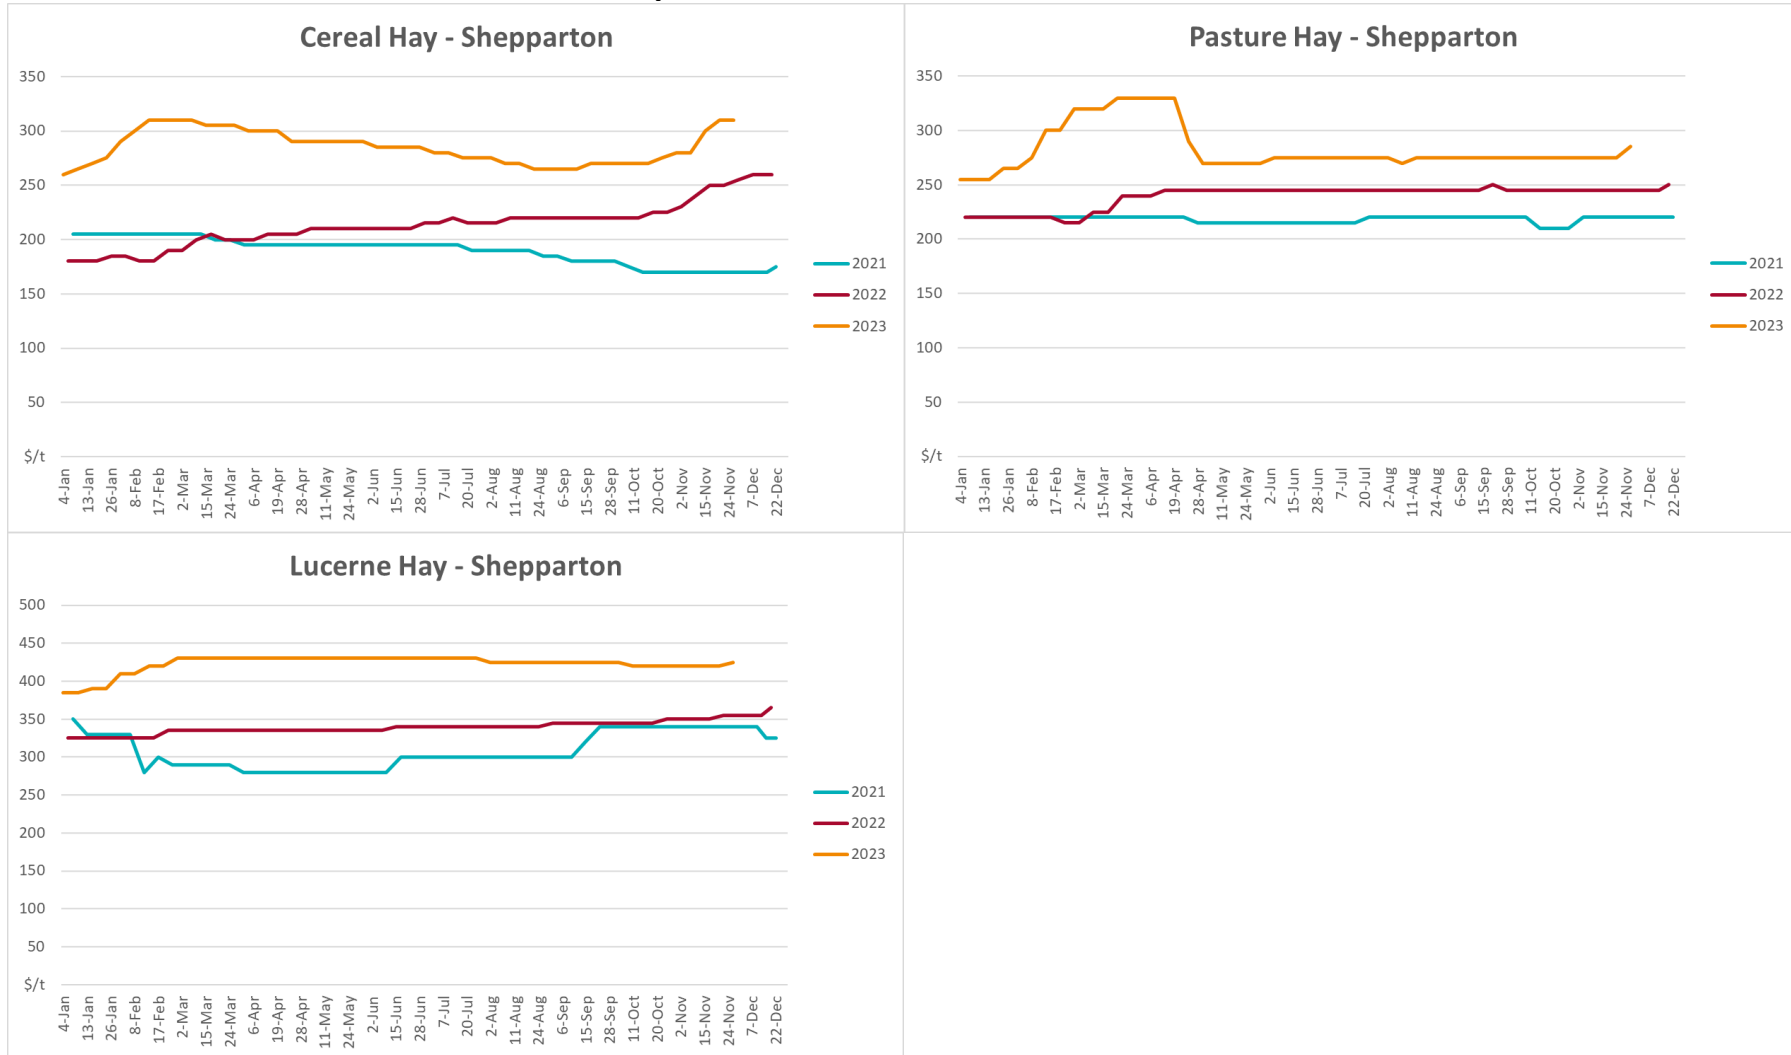 Cereal Hay - Shepparton
350
300
250
200
150
100
50
$/t
4-Jan
13-Jan
26-Jan
8-Feb
17-Feb
2-Mar
15-Mar
24-Mar
6-Apr
19-Apr
28-Apr
11-May
24-May
2-Jun
15-Jun
28-Jun
7-Jul
20-Jul
2-Aug
11-Aug
24-Aug
6-Sep
15-Sep
28-Sep
11-Oct
20-Oct
2-Nov
15-Nov
24-Nov
7-Dec
22-Dec
2021
2022
2023
Pasture Hay - Shepparton
350
300
250
200
150
100
50
$/t
4-Jan
13-Jan
26-Jan
8-Feb
17-Feb
2-Mar
15-Mar
24-Mar
6-Apr
19-Apr
28-Apr
11-May
24-May
2-Jun
15-Jun
28-Jun
7-Jul
20-Jul
2-Aug
11-Aug
24-Aug
6-Sep
15-Sep
28-Sep
11-Oct
20-Oct
2-Nov
15-Nov
24-Nov
7-Dec
22-Dec
2021
2022
2023
Lucerne Hay - Shepparton
500
450
400
350
300
250
200
150
100
50
$/t
4-Jan
13-Jan
26-Jan
8-Feb
17-Feb
2-Mar
15-Mar
24-Mar
6-Apr
19-Apr
28-Apr
11-May
24-May
2-Jun
15-Jun
28-Jun
7-Jul
20-Jul
2-Aug
11-Aug
24-Aug
6-Sep
15-Sep
28-Sep
11-Oct
20-Oct
2-Nov
15-Nov
24-Nov
7-Dec
22-Dec
2021
2022
2023